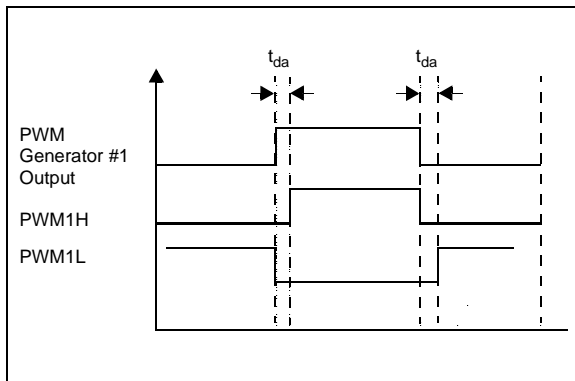 tda tda
PWM
Generator #1
Output
PWM1H
PWM1L